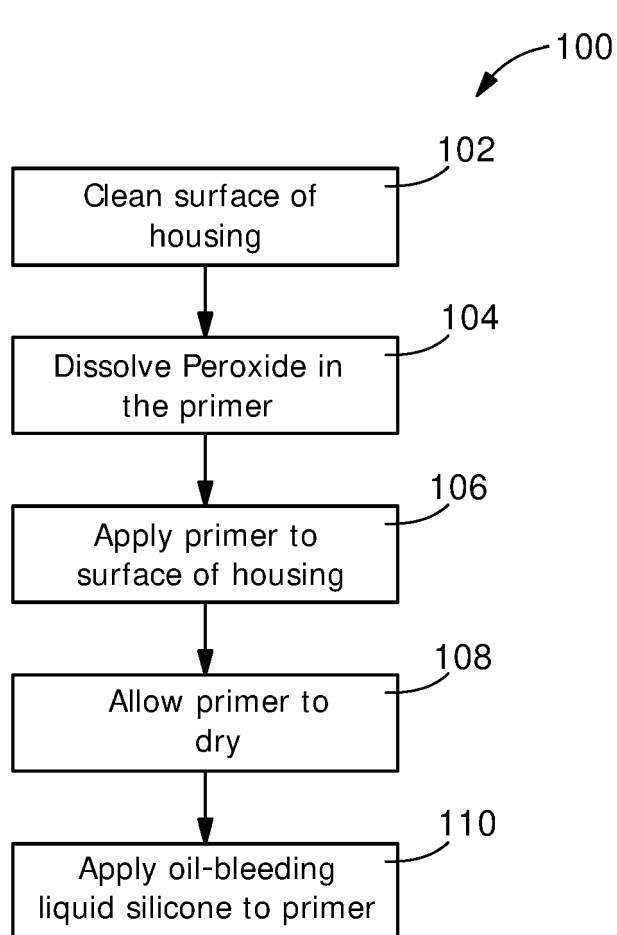 100
102
Clean surface of
housing
104
Dissolve Peroxide in
the primer
106
Apply primer to
surface of housing
108
Allow primer to
dry
110
Apply oil-bleeding
liquid silicone to primer